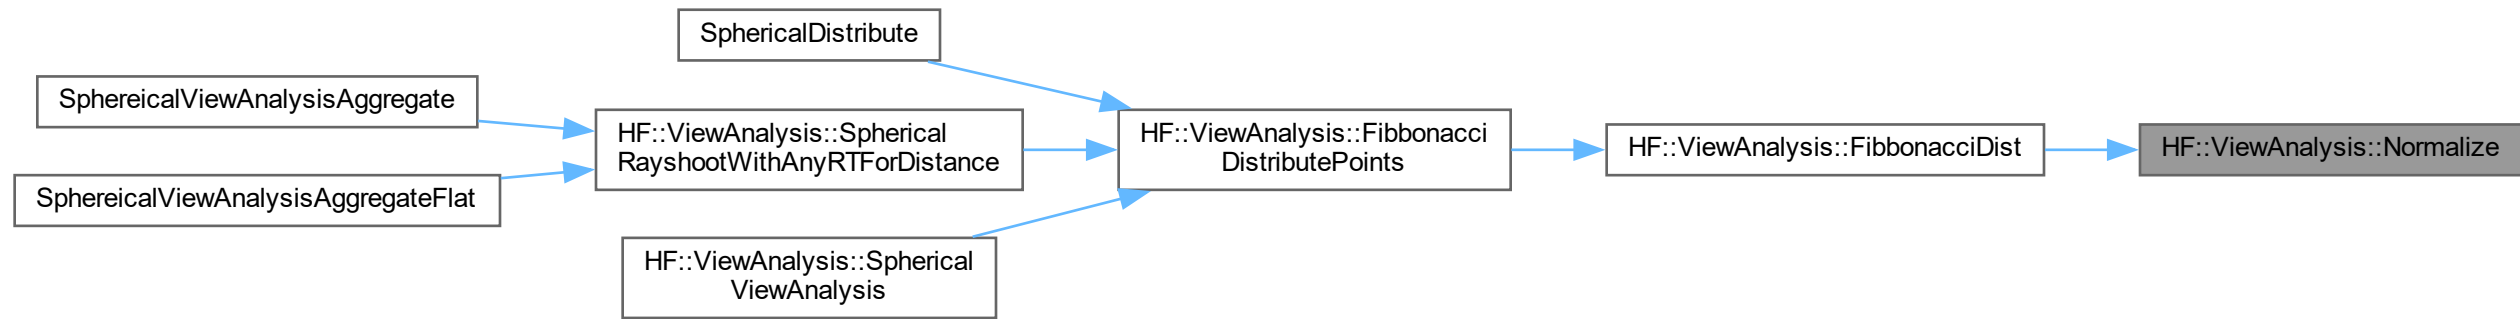 SphericalDistribute
SphereicalViewAnalysisAggregate
SphereicalViewAnalysisAggregateFlat
HF::ViewAnalysis::Spherical
RayshootWithAnyRTForDistance
HF::ViewAnalysis::Spherical
ViewAnalysis
HF::ViewAnalysis::Fibbonacci
DistributePoints
HF::ViewAnalysis::FibbonacciDist
HF::ViewAnalysis::Normalize